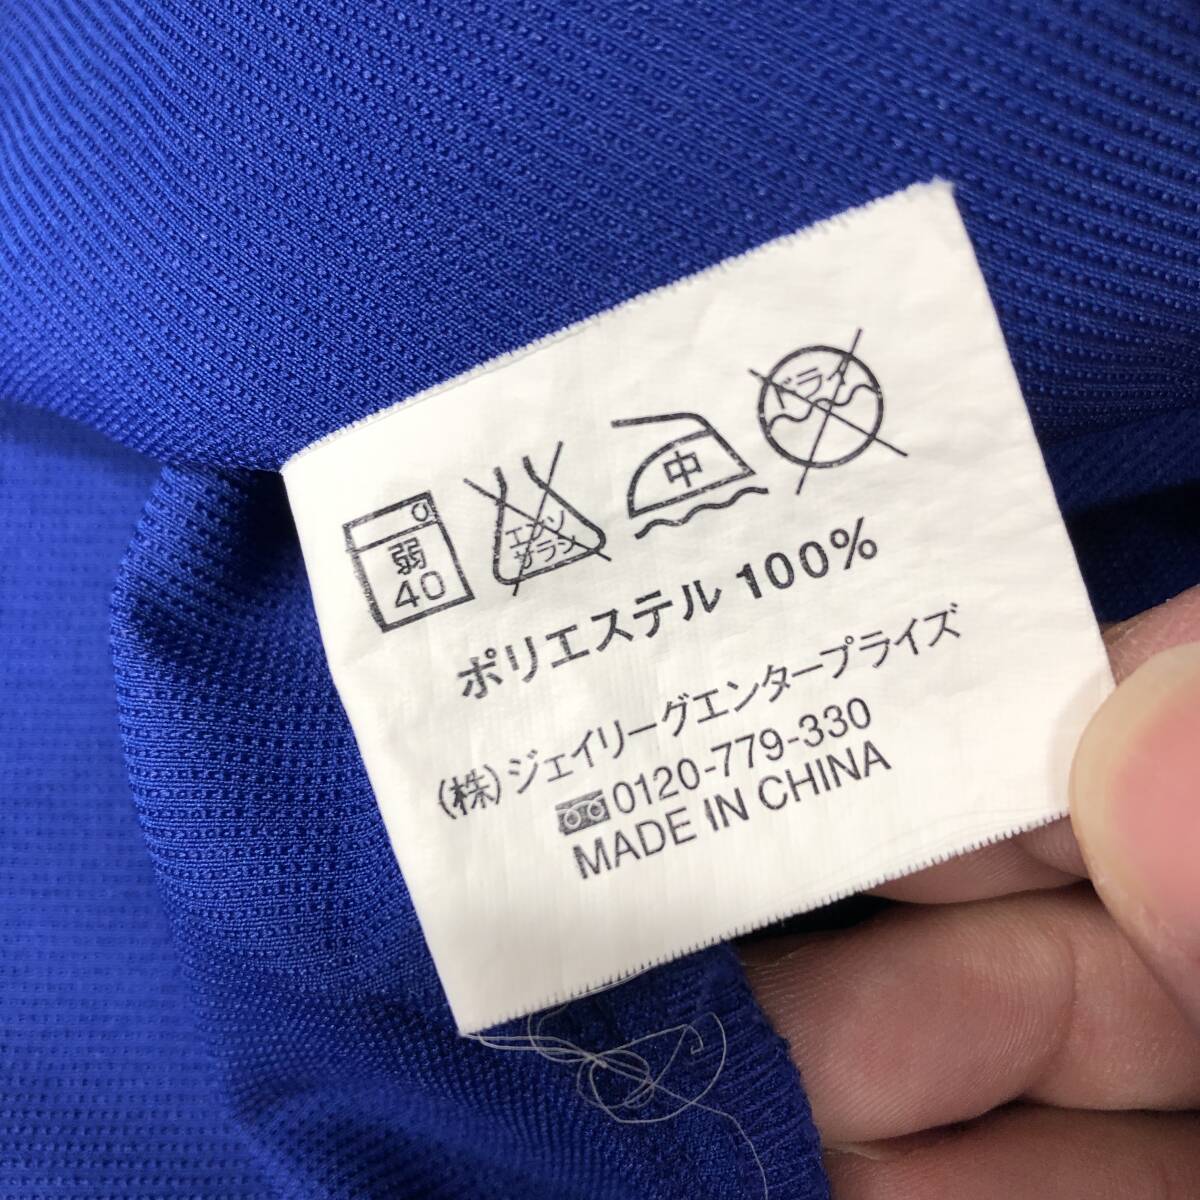 弱
40
エンソ
サラシ
中
ドライ
ポリエステル 100%
(株)ジェイリーグエンタープライズ
0120-779-330
MADE IN CHINA